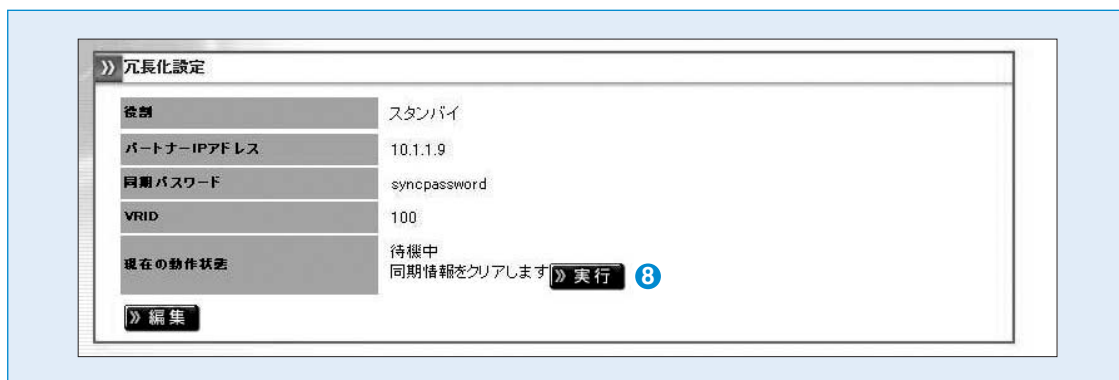 》 冗長化設定
役割 スタンバイ
パートナーIPアドレス 10.1.1.9
同期パスワード syncpassword
VRID 100
現在の動作状態 待機中
同期情報をクリアします 》 実行 8
》 編集